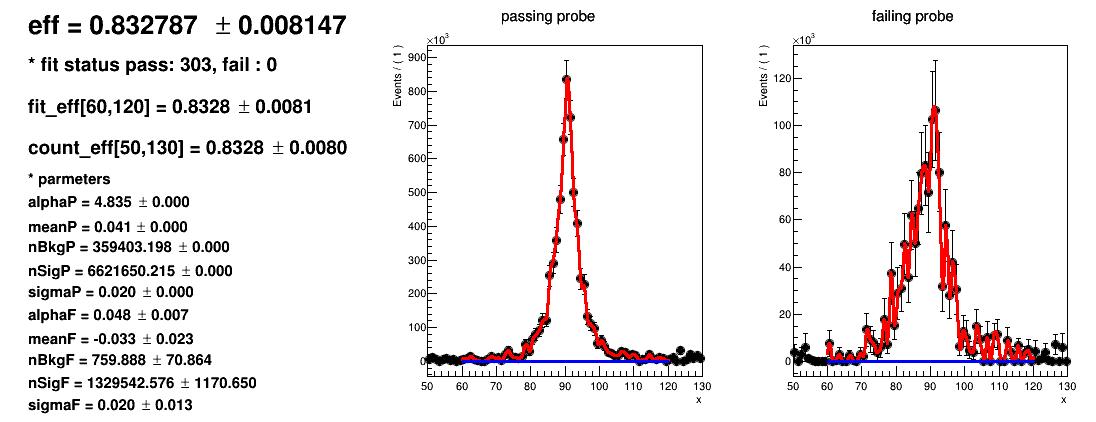 eff = 0.832787 ± 0.008147
* fit status pass: 303, fail : 0
fit_eff[60,120] = 0.8328 ± 0.0081
count_eff[50,130] = 0.8328 ± 0.0080
* parmeters
alphaP = 4.835 ± 0.000
meanP = 0.041 ± 0.000
nBkgP = 359403.198 ± 0.000
nSigP = 6621650.215 ± 0.000
sigmaP = 0.020 ± 0.000
alphaF = 0.048 ± 0.007
meanF = -0.033 ± 0.023
nBkgF = 759.888 ± 70.864
nSigF = 1329542.576 ± 1170.650
sigmaF = 0.020 ± 0.013
passing probe
×10³
Events / ( 1 )
900
800
700
600
500
400
300
200
100
0
50 60 70 80 90 100 110 120 130
x
failing probe
×10³
Events / ( 1 )
120
100
80
60
40
20
0
50 60 70 80 90 100 110 120 130
x